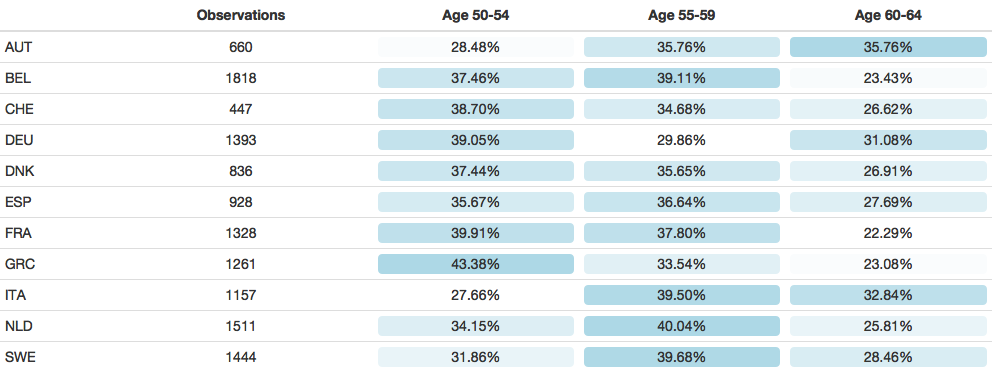 Observations Age 50-54 Age 55-59 Age 60-64
AUT 660 28.48% 35.76% 35.76%
BEL 1818 37.46% 39.11% 23.43%
CHE 447 38.70% 34.68% 26.62%
DEU 1393 39.05% 29.86% 31.08%
DNK 836 37.44% 35.65% 26.91%
ESP 928 35.67% 36.64% 27.69%
FRA 1328 39.91% 37.80% 22.29%
GRC 1261 43.38% 33.54% 23.08%
ITA 1157 27.66% 39.50% 32.84%
NLD 1511 34.15% 40.04% 25.81%
SWE 1444 31.86% 39.68% 28.46%